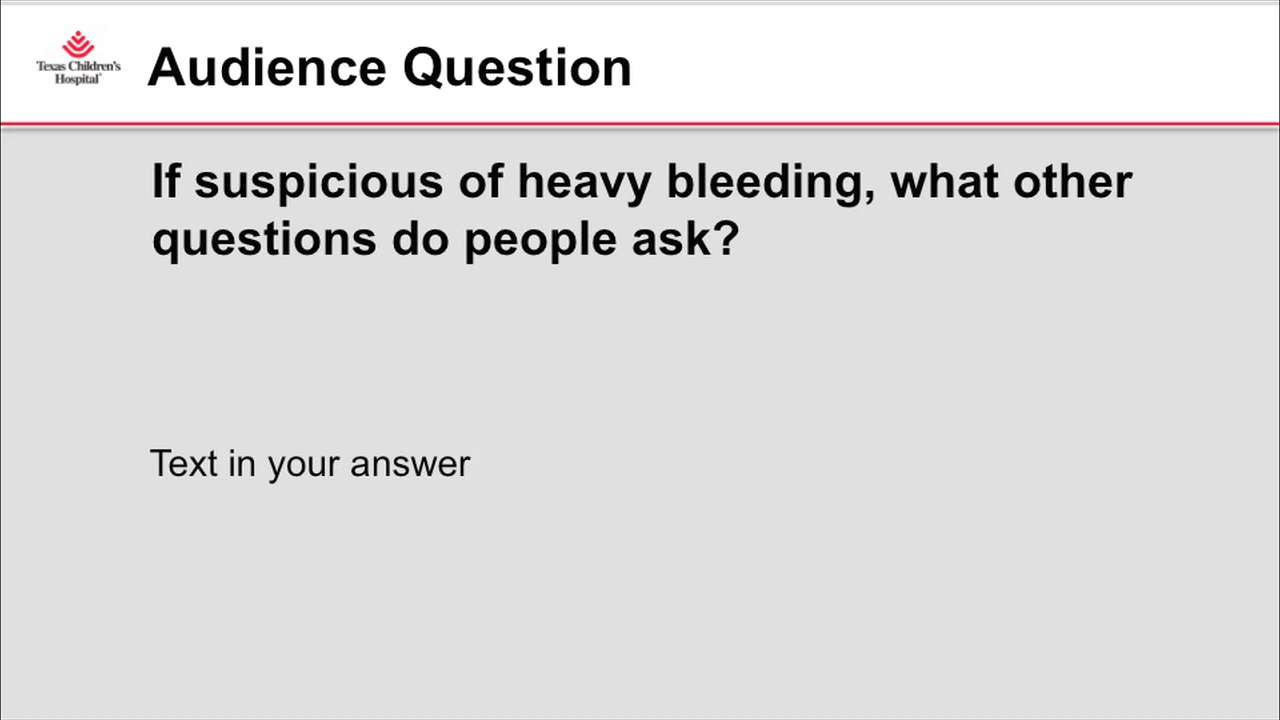 Texas Children's
Hospital
Audience Question
If suspicious of heavy bleeding, what other
questions do people ask?
Text in your answer